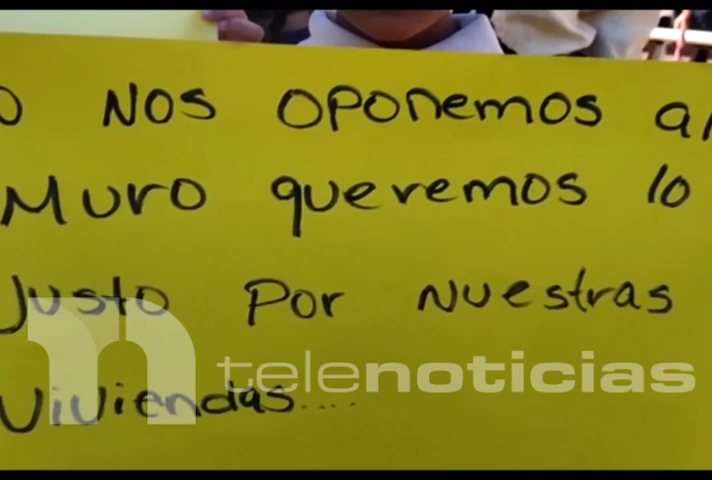 O NOS OPONEMOS al
MURO queremos lo
Justo Por Nuestras
Viviendas....
n telenoticias